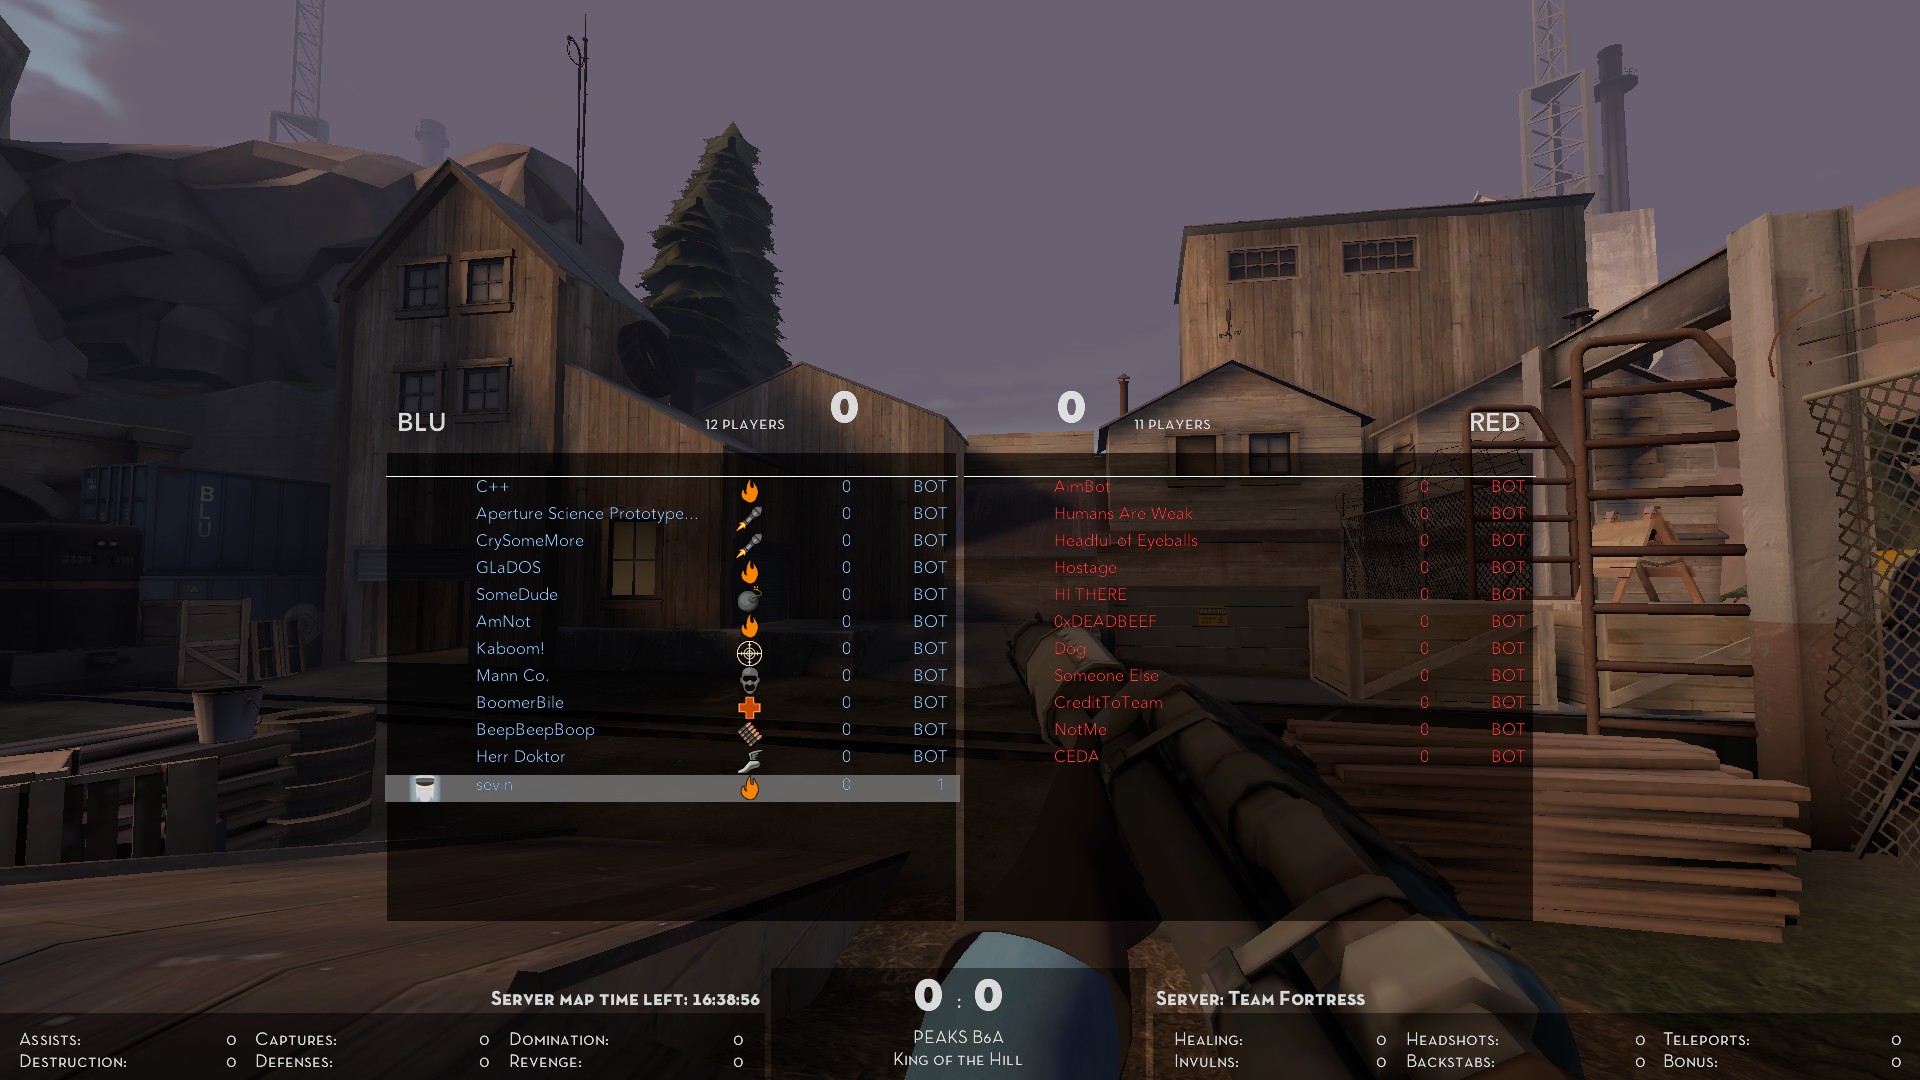 BLU 12 PLAYERS 0
0 11 PLAYERS RED
C++ 0 BOT
Aperture Science Prototype... 0 BOT
CrySomeMore 0 BOT
GLaDOS 0 BOT
SomeDude 0 BOT
AmNot 0 BOT
Kaboom! 0 BOT
Mann Co. 0 BOT
BoomerBile 0 BOT
BeepBeepBoop 0 BOT
Herr Doktor 0 BOT
sevin 0 1
AimBot 0 BOT
Humans Are Weak 0 BOT
Headful of Eyeballs 0 BOT
Hostage 0 BOT
HI THERE 0 BOT
0xDEADBEEF 0 BOT
Dog 0 BOT
Someone Else 0 BOT
CreditToTeam 0 BOT
NotMe 0 BOT
CEDA 0 BOT
BLU
SERVER MAP TIME LEFT: 16:38:56
0 : 0
SERVER: TEAM FORTRESS
PEAKS B6A
KING OF THE HILL
ASSISTS: 0 CAPTURES: 0 DOMINATION: 0
DESTRUCTION: 0 DEFENSES: 0 REVENGE: 0
HEALING: 0 HEADSHOTS: 0 TELEPORTS: 0
INVULNS: 0 BACKSTABS: 0 BONUS: 0